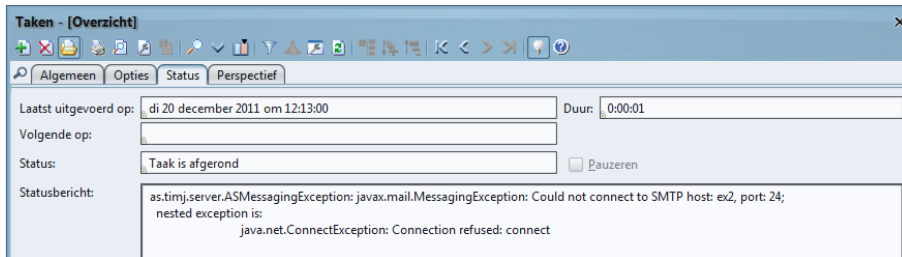 Taken - [Overzicht]
Algemeen Opties Status Perspectief
Laatst uitgevoerd op: di 20 december 2011 om 12:13:00 Duur: 0:00:01
Volgende op:
Status: Taak is afgerond Pauzeren
Statusbericht: as.timj.server.ASMessagingException: javax.mail.MessagingException: Could not connect to SMTP host: ex2, port: 24;
nested exception is:
java.net.ConnectException: Connection refused: connect